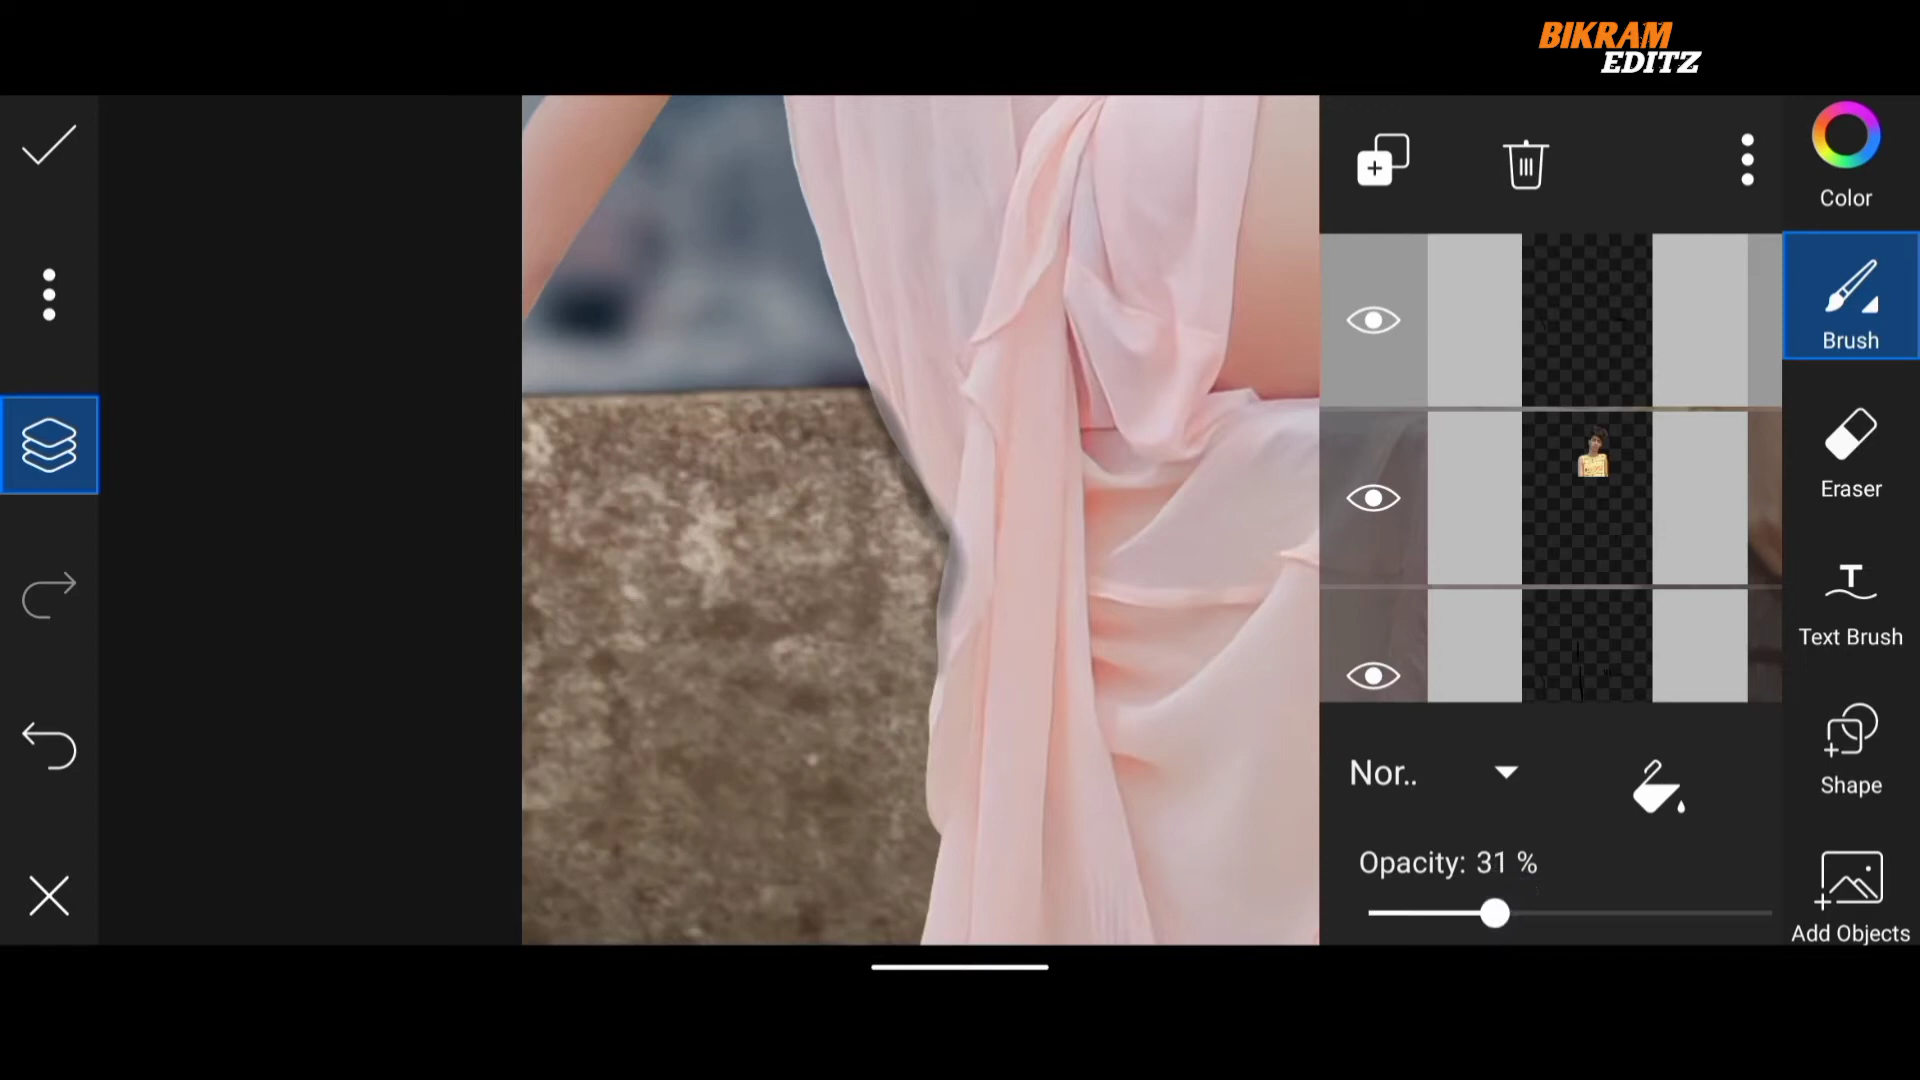 BIKRAM
EDITZ
Color
Brush
Eraser
T
Text Brush
Shape
Nor..
Opacity: 31 %
Add Objects